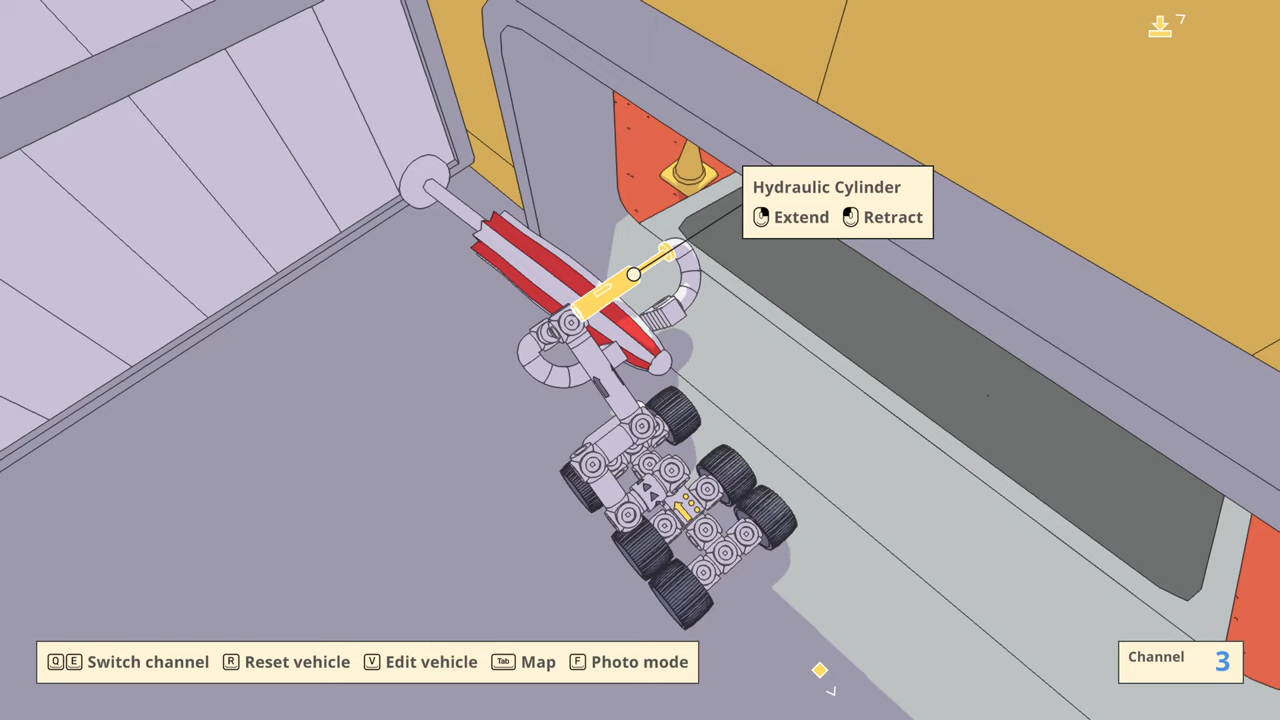 7
Hydraulic Cylinder
Extend Retract
Q E Switch channel R Reset vehicle V Edit vehicle Tab Map F Photo mode
Channel 3